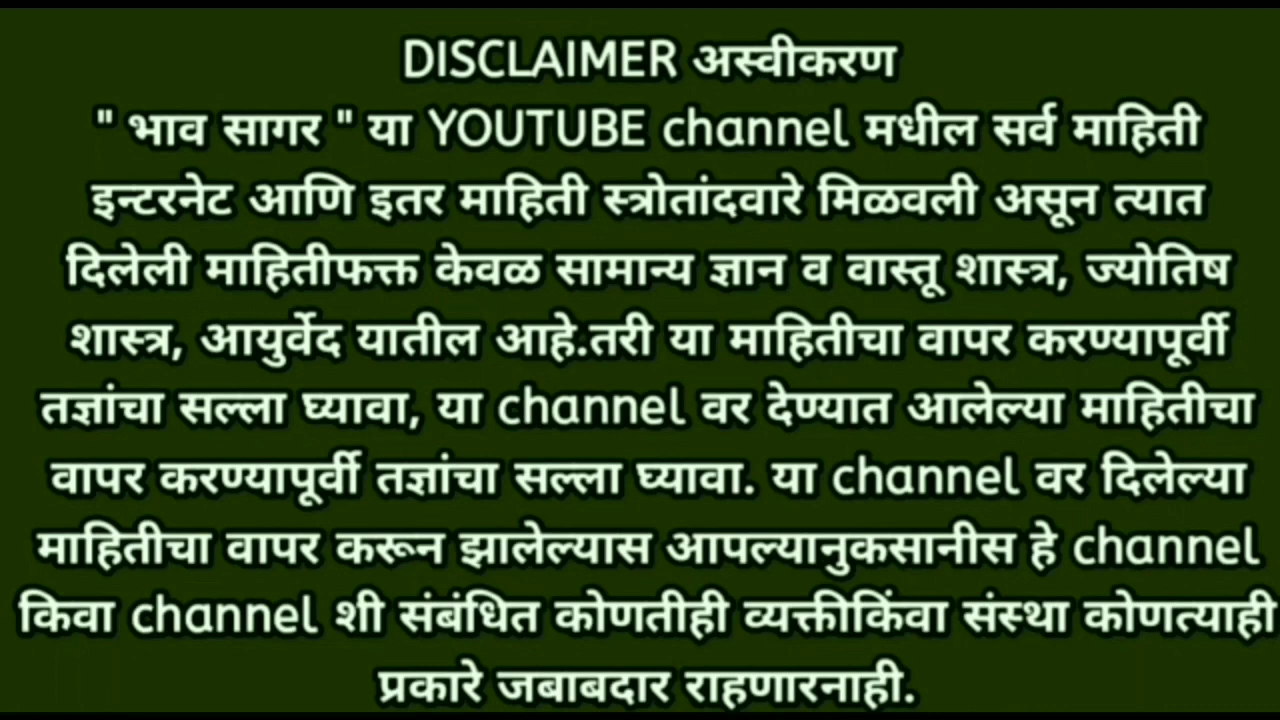 DISCLAIMER अस्वीकरण
" भाव सागर " या YOUTUBE channel मधील सर्व माहिती
इन्टरनेट आणि इतर माहिती स्त्रोतांदवारे मिळवली असून त्यात
दिलेली माहितीफक्त केवळ सामान्य ज्ञान व वास्तू शास्त्र, ज्योतिष
शास्त्र, आयुर्वेद यातील आहे.तरी या माहितीचा वापर करण्यापूर्वी
तज्ञांचा सल्ला घ्यावा, या channel वर देण्यात आलेल्या माहितीचा
वापर करण्यापूर्वी तज्ञांचा सल्ला घ्यावा. या channel वर दिलेल्या
माहितीचा वापर करून झालेल्यास आपल्यानुकसानीस हे channel
किवा channel शी संबंधित कोणतीही व्यक्तीकिंवा संस्था कोणत्याही
प्रकारे जबाबदार राहणारनाही.